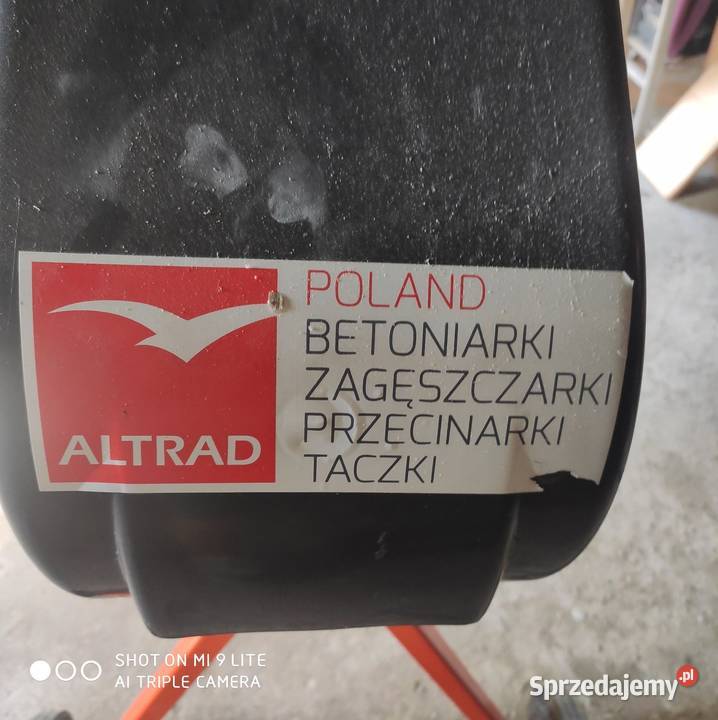 ALTRAD
POLAND
BETONIARKI
ZAGĘSZCZARKI
PRZECINARKI
TACZKI
SHOT ON MI 9 LITE
AI TRIPLE CAMERA
Sprzedajemy.pl